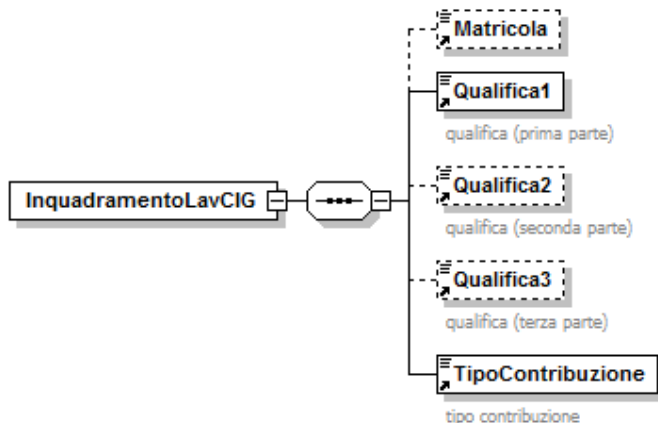 Matricola
Qualifica1
qualifica (prima parte)
InquadramentoLavCIG
Qualifica2
qualifica (seconda parte)
Qualifica3
qualifica (terza parte)
TipoContribuzione
tipo contribuzione